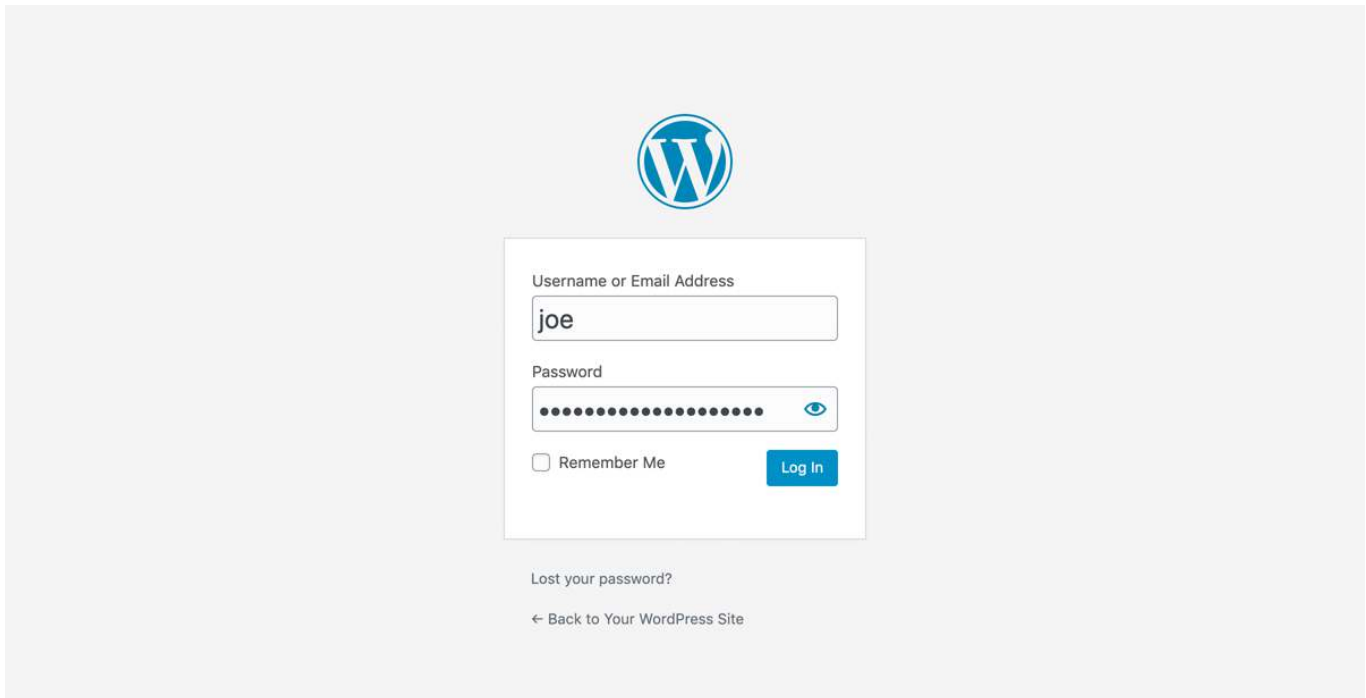 Username or Email Address
joe
Password
••••••••••••••••••••
Remember Me
Log In
Lost your password?
← Back to Your WordPress Site